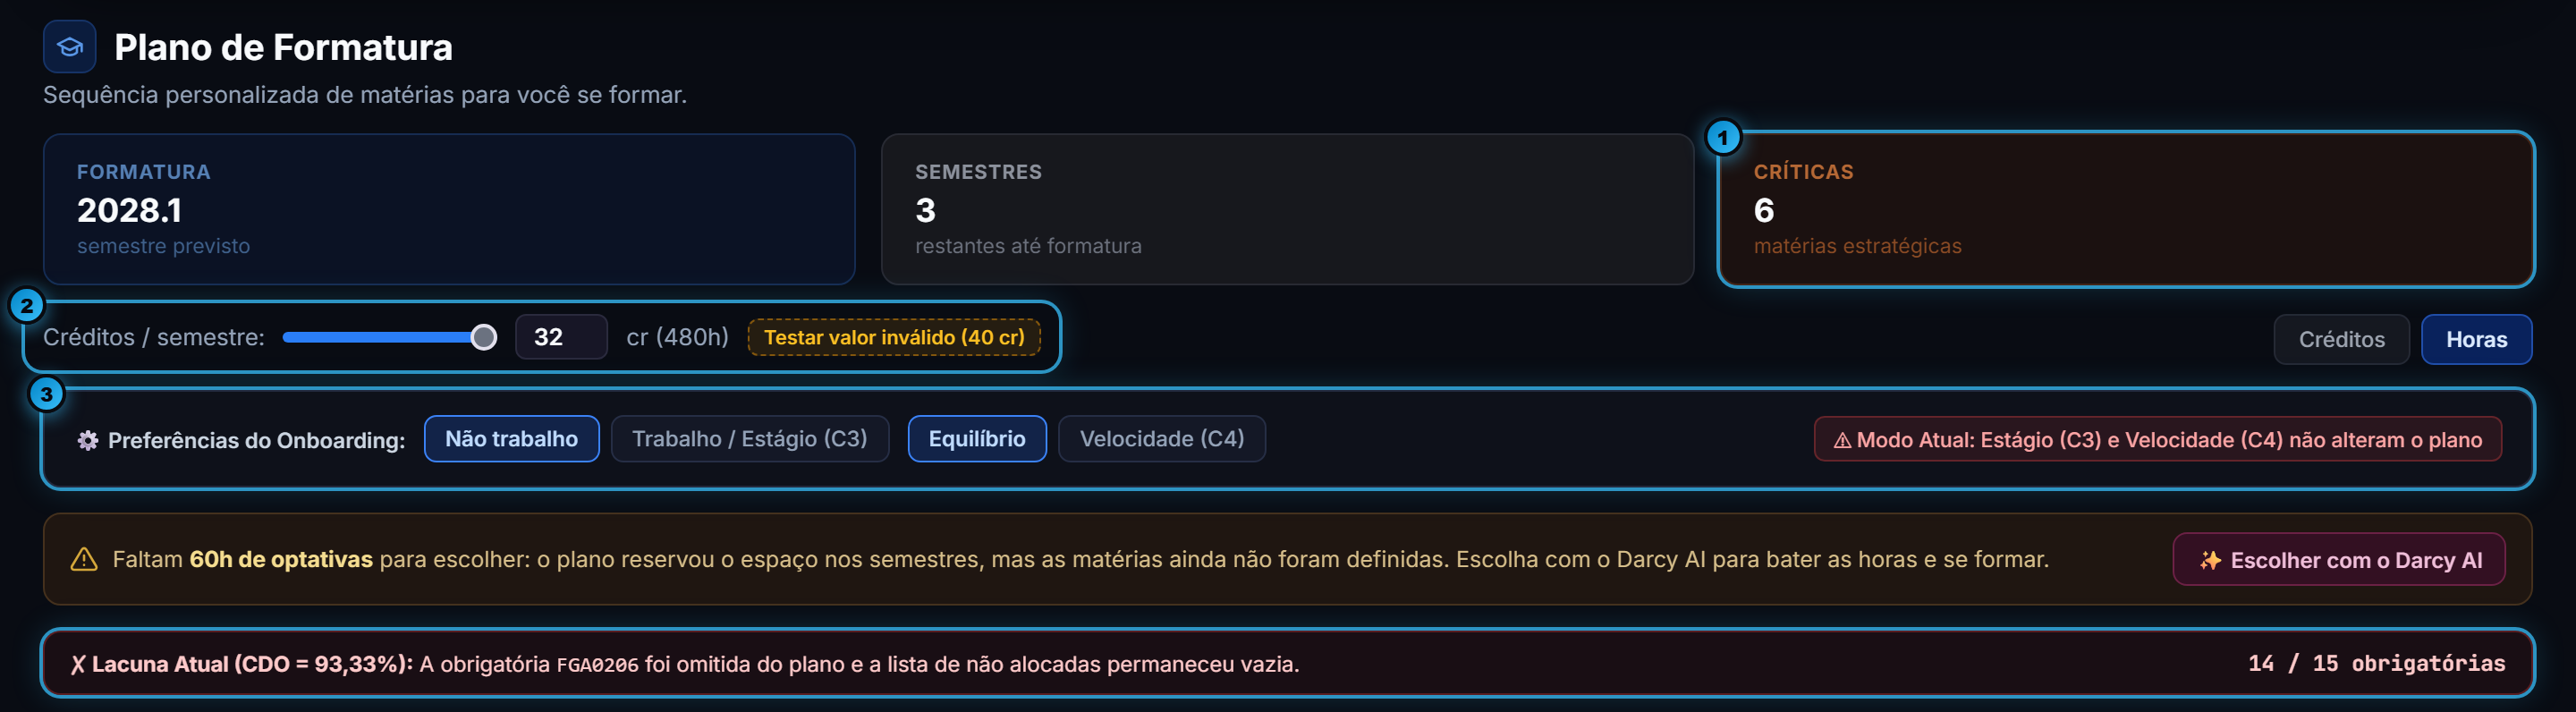 Plano de Formatura
Sequência personalizada de matérias para você se formar.
FORMATURA
2028.1
semestre previsto
SEMESTRES
3
restantes até formatura
1
CRÍTICAS
6
matérias estratégicas
2
Créditos / semestre: 32 cr (480h) Testar valor inválido (40 cr)
Créditos Horas
3
Preferências do Onboarding: Não trabalho Trabalho / Estágio (C3) Equilíbrio Velocidade (C4) ⚠ Modo Atual: Estágio (C3) e Velocidade (C4) não alteram o plano
Faltam 60h de optativas para escolher: o plano reservou o espaço nos semestres, mas as matérias ainda não foram definidas. Escolha com o Darcy AI para bater as horas e se formar. ✨ Escolher com o Darcy AI
✗ Lacuna Atual (CDO = 93,33%): A obrigatória FGA0206 foi omitida do plano e a lista de não alocadas permaneceu vazia. 14 / 15 obrigatórias